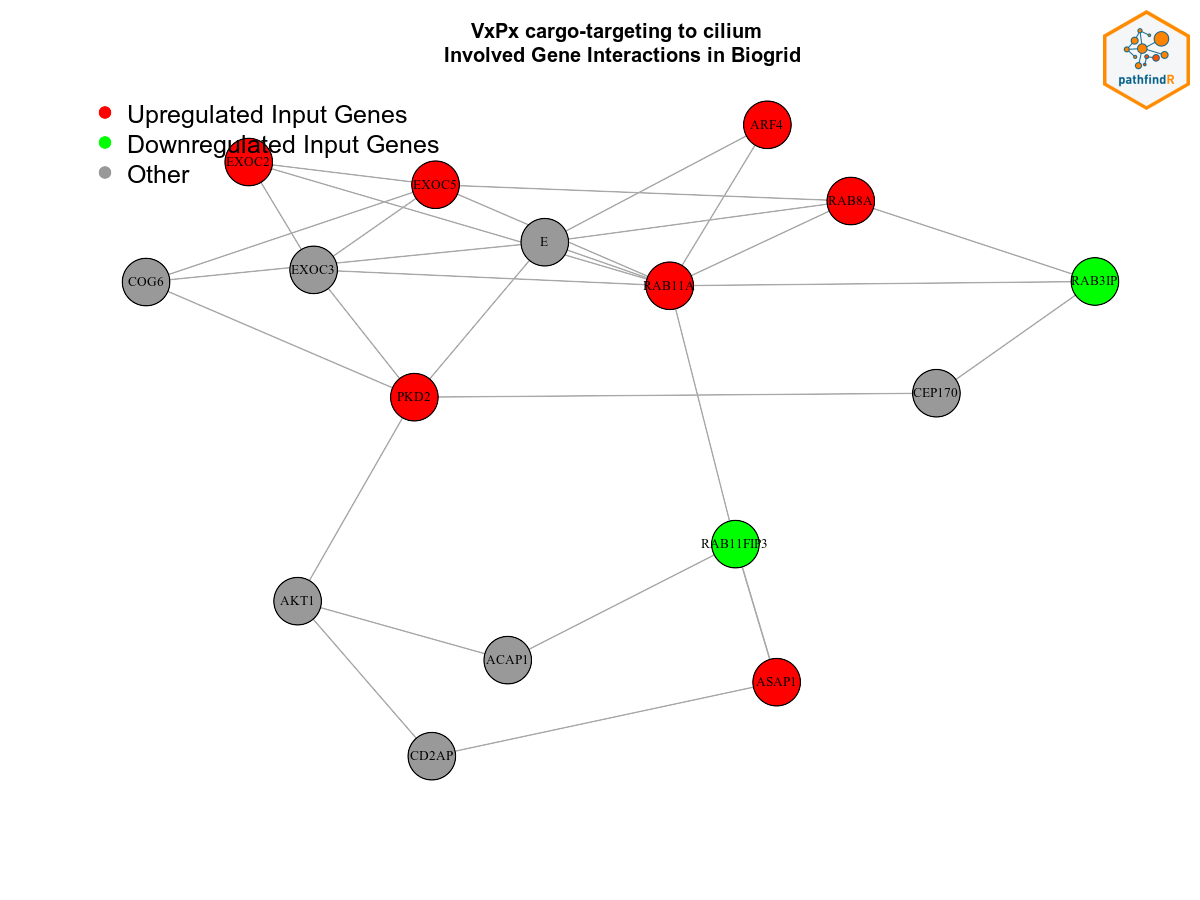 VxPx cargo-targeting to cilium
Involved Gene Interactions in Biogrid
pathfindR
Upregulated Input Genes
Downregulated Input Genes
Other
ARF4
EXOC2
EXOC5
RAB8A
E
EXOC3
COG6
RAB11A
RAB3IP
PKD2
CEP170
RAB11FIP3
AKT1
ACAP1
ASAP1
CD2AP